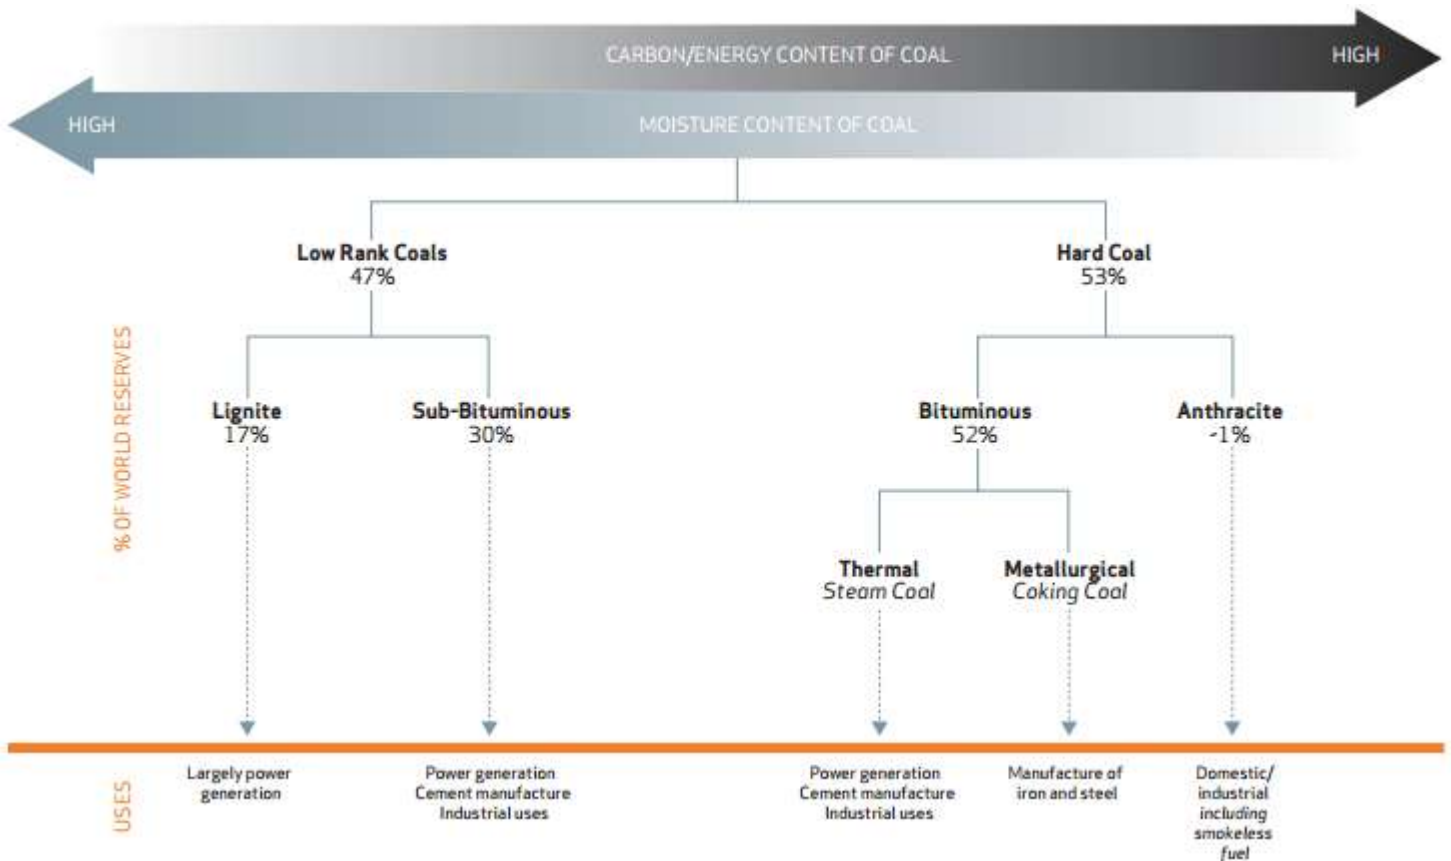 CARBON/ENERGY CONTENT OF COAL
HIGH
HIGH
MOISTURE CONTENT OF COAL
Low Rank Coals
47%
Hard Coal
53%
% OF WORLD RESERVES
Lignite
17%
Sub-Bituminous
30%
Bituminous
52%
Anthracite
-1%
Thermal
Steam Coal
Metallurgical
Coking Coal
USES
Largely power
generation
Power generation
Cement manufacture
Industrial uses
Power generation
Cement manufacture
Industrial uses
Manufacture of
iron and steel
Domestic/
industrial
including
smokeless
fuel